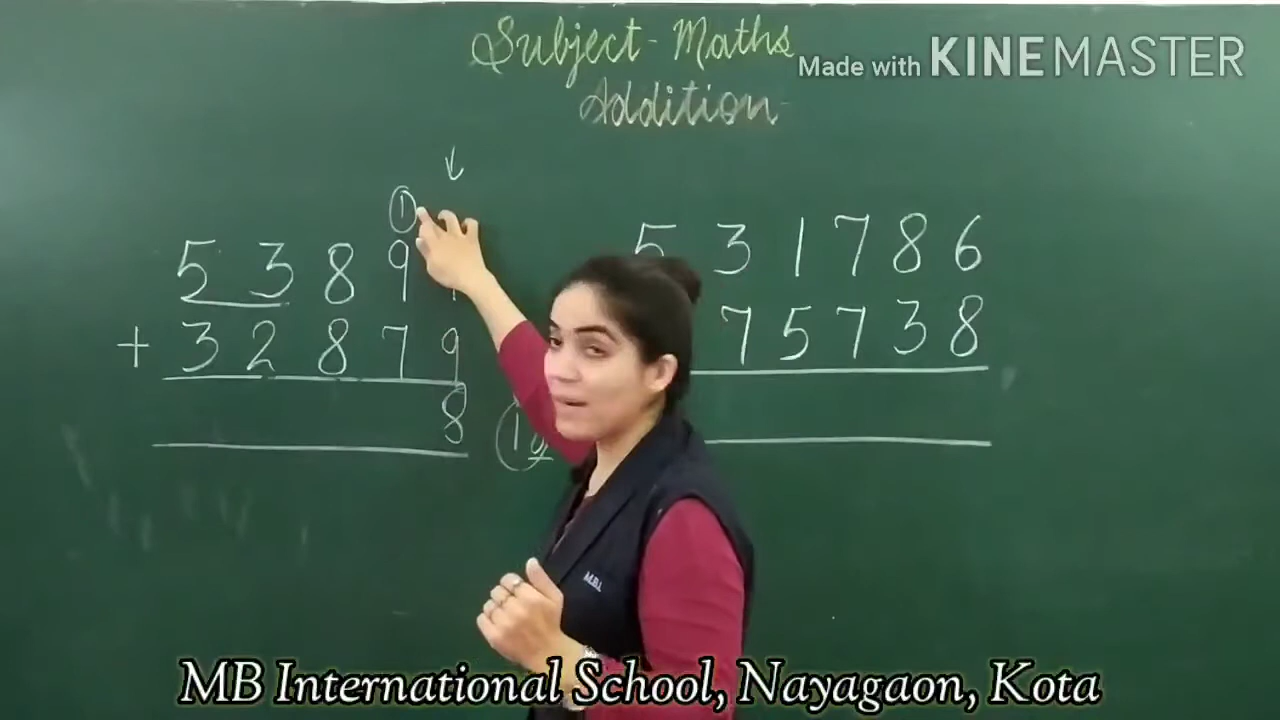 Subject - Maths
Made with KINEMASTER
Addition
1
5 3 8 9
+ 3 2 8 7 9
8
1
5 3 1 7 8 6
7 5 7 3 8
M.B.I.
MB International School, Nayagaon, Kota